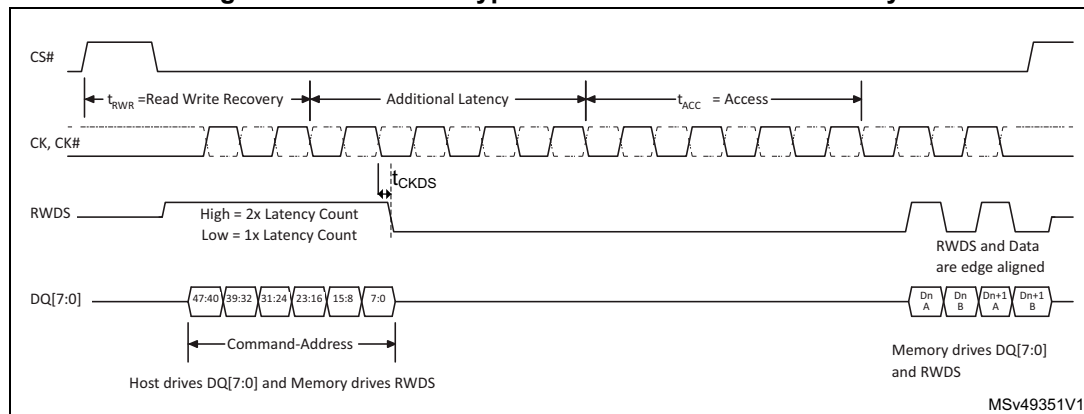 CS#
t_RWR =Read Write Recovery
Additional Latency
t_ACC = Access
CK, CK#
t_CKDS
RWDS
High = 2x Latency Count
Low = 1x Latency Count
RWDS and Data
are edge aligned
DQ[7:0]
47:40 39:32 31:24 23:16 15:8 7:0
Dn A Dn B Dn+1 A Dn+1 B
Command-Address
Memory drives DQ[7:0]
and RWDS
Host drives DQ[7:0] and Memory drives RWDS
MSv49351V1